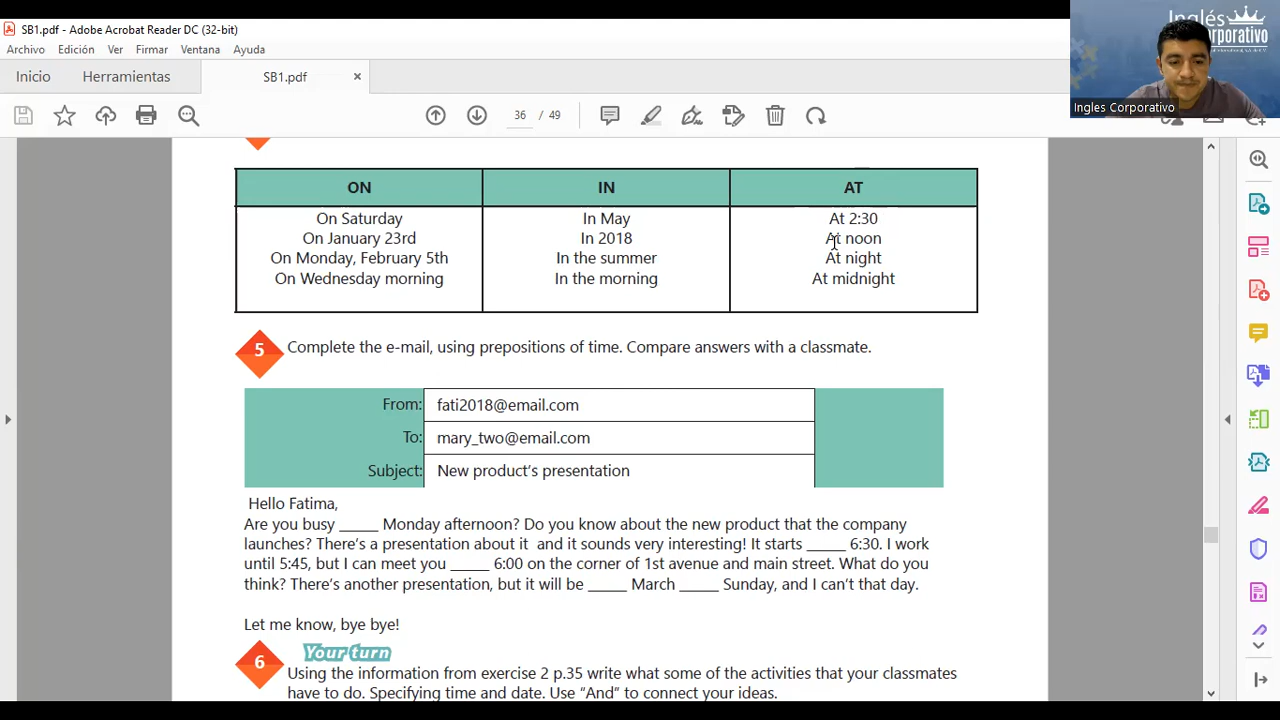 SB1.pdf - Adobe Acrobat Reader DC (32-bit)
Archivo Edición Ver Firmar Ventana Ayuda
Inicio Herramientas SB1.pdf ×
36 / 49
Inglés
Corporativo
Ingles Corporativo
ON IN AT
On Saturday In May At 2:30
On January 23rd In 2018 At noon
On Monday, February 5th In the summer At night
On Wednesday morning In the morning At midnight
5 Complete the e-mail, using prepositions of time. Compare answers with a classmate.
From: fati2018@email.com
To: mary_two@email.com
Subject: New product's presentation
Hello Fatima,
Are you busy _____ Monday afternoon? Do you know about the new product that the company
launches? There's a presentation about it and it sounds very interesting! It starts _____ 6:30. I work
until 5:45, but I can meet you _____ 6:00 on the corner of 1st avenue and main street. What do you
think? There's another presentation, but it will be _____ March _____ Sunday, and I can't that day.
Let me know, bye bye!
Your turn
6 Using the information from exercise 2 p.35 write what some of the activities that your classmates
have to do. Specifying time and date. Use “And” to connect your ideas.